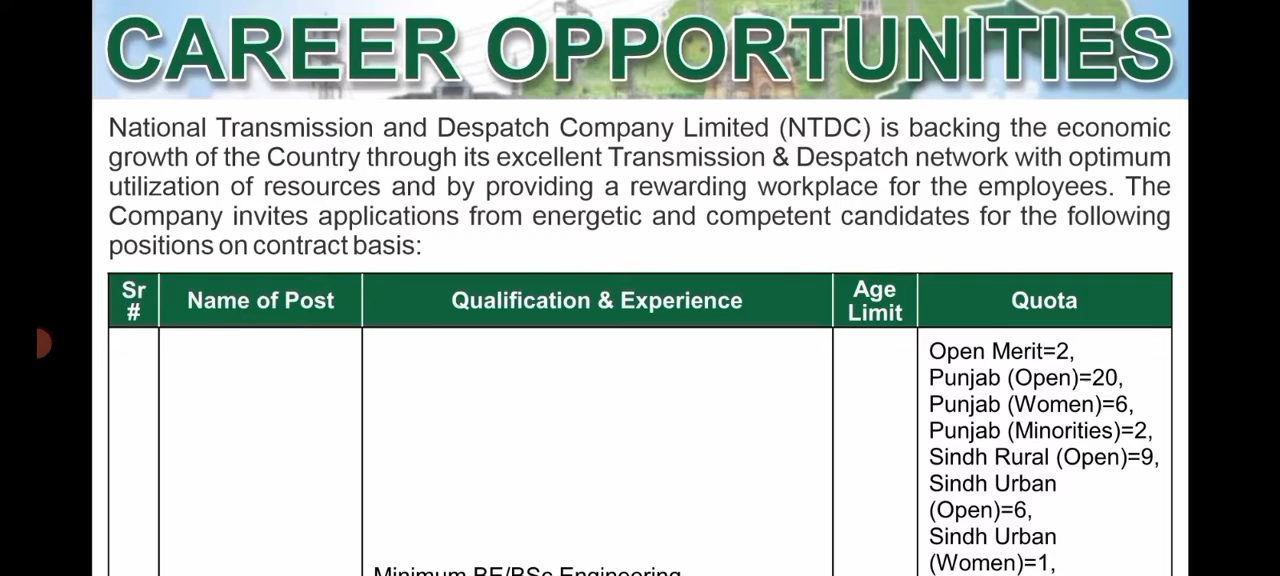 CAREER OPPORTUNITIES
National Transmission and Despatch Company Limited (NTDC) is backing the economic
growth of the Country through its excellent Transmission & Despatch network with optimum
utilization of resources and by providing a rewarding workplace for the employees. The
Company invites applications from energetic and competent candidates for the following
positions on contract basis:
Sr
#
Name of Post
Qualification & Experience
Age
Limit
Quota
Open Merit=2,
Punjab (Open)=20,
Punjab (Women)=6,
Punjab (Minorities)=2,
Sindh Rural (Open)=9,
Sindh Urban
(Open)=6,
Sindh Urban
(Women)=1,
Minimum BE/BSc Engineering